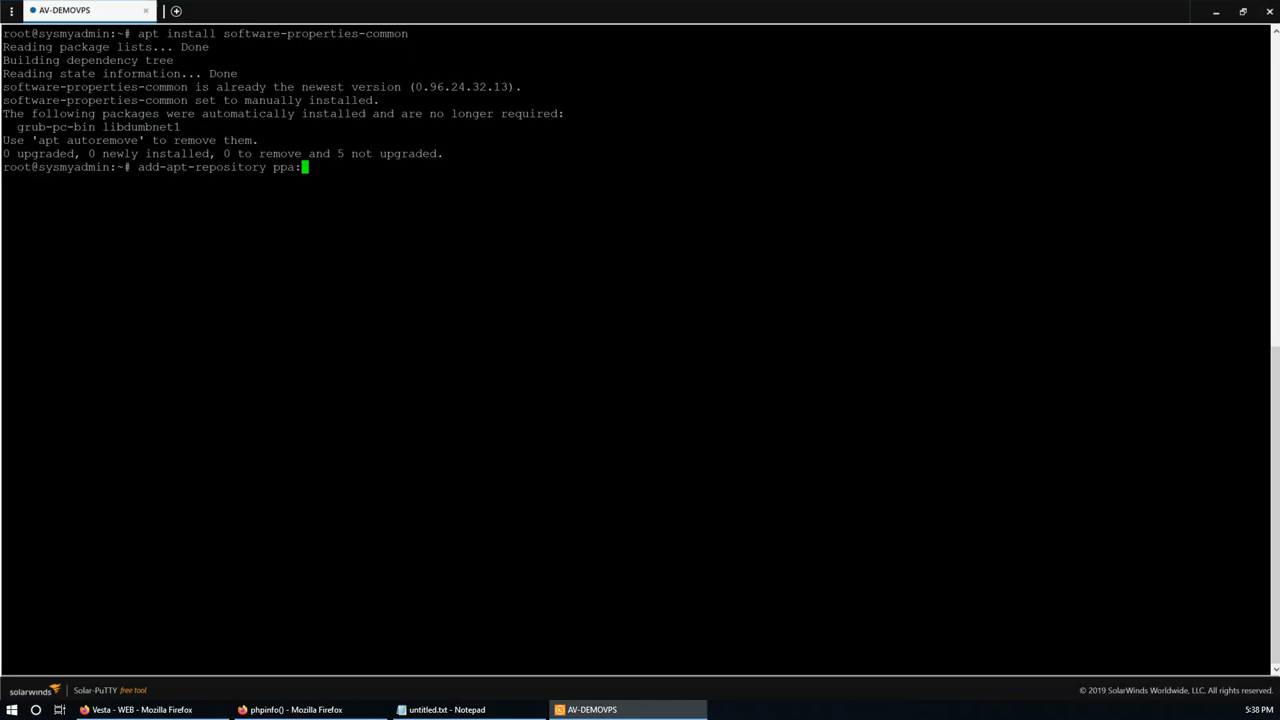 AV-DEMOVPS
root@sysmyadmin:~# apt install software-properties-common
Reading package lists... Done
Building dependency tree
Reading state information... Done
software-properties-common is already the newest version (0.96.24.32.13).
software-properties-common set to manually installed.
The following packages were automatically installed and are no longer required:
  grub-pc-bin libdumbnet1
Use 'apt autoremove' to remove them.
0 upgraded, 0 newly installed, 0 to remove and 5 not upgraded.
root@sysmyadmin:~# add-apt-repository ppa:
solarwinds Solar-PuTTY free tool © 2019 SolarWinds Worldwide, LLC. All rights reserved.
Vesta - WEB - Mozilla Firefox phpinfo() - Mozilla Firefox untitled.txt - Notepad AV-DEMOVPS 5:38 PM